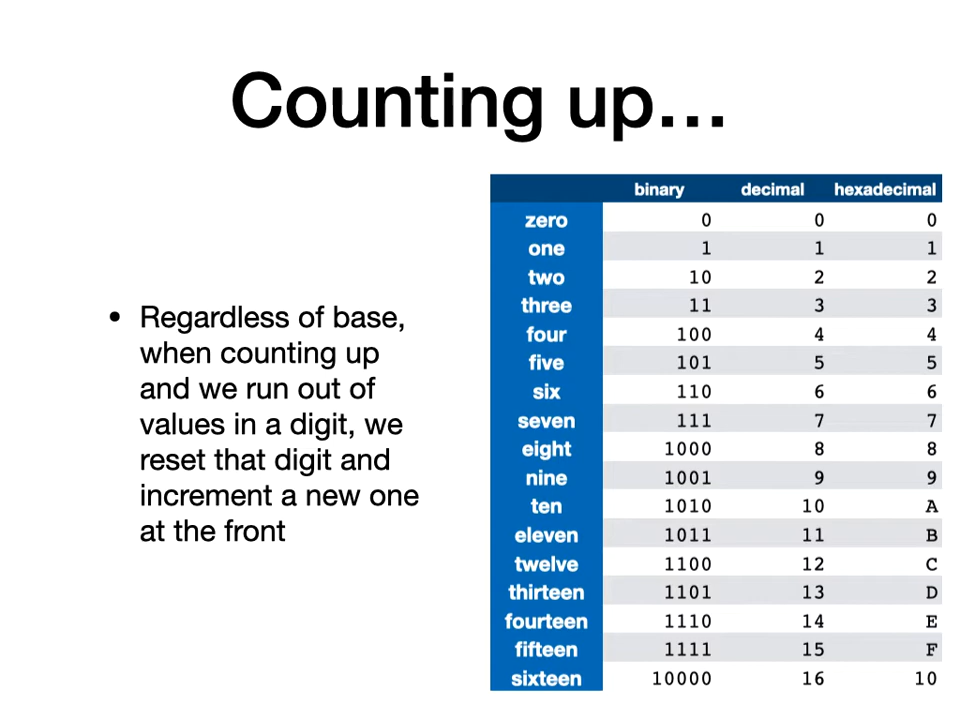 Counting up…
• Regardless of base,
when counting up
and we run out of
values in a digit, we
reset that digit and
increment a new one
at the front
binary decimal hexadecimal
zero 0 0 0
one 1 1 1
two 10 2 2
three 11 3 3
four 100 4 4
five 101 5 5
six 110 6 6
seven 111 7 7
eight 1000 8 8
nine 1001 9 9
ten 1010 10 A
eleven 1011 11 B
twelve 1100 12 C
thirteen 1101 13 D
fourteen 1110 14 E
fifteen 1111 15 F
sixteen 10000 16 10